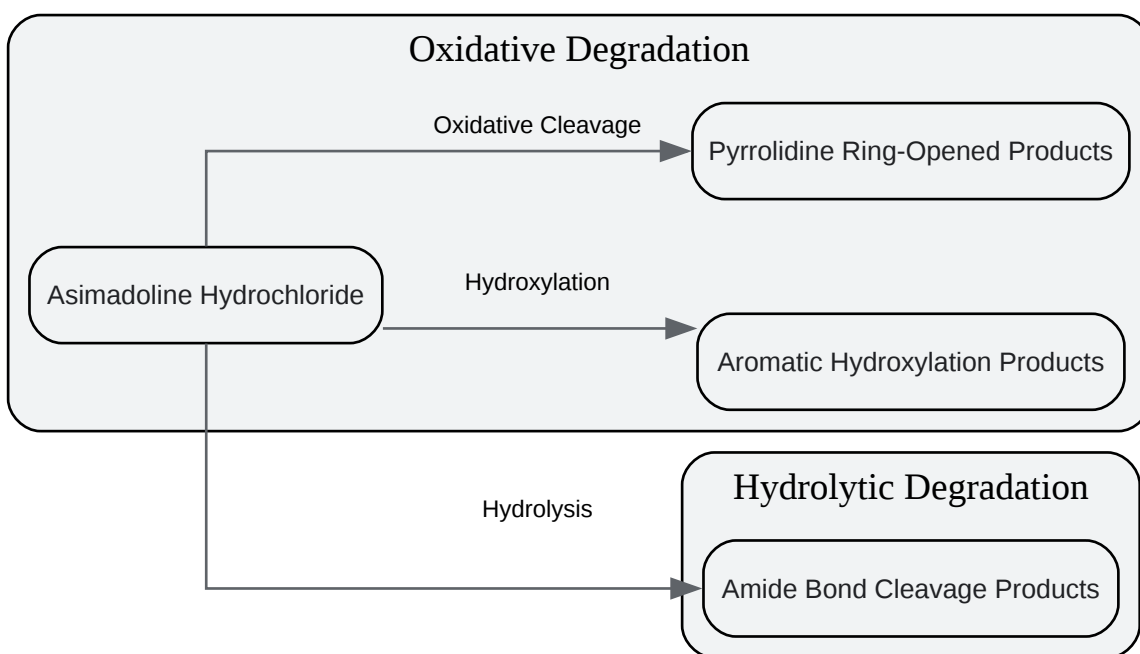 Oxidative Degradation
Oxidative Cleavage
Pyrrolidine Ring-Opened Products
Asimadoline Hydrochloride
Hydroxylation
Aromatic Hydroxylation Products
Hydrolytic Degradation
Hydrolysis
Amide Bond Cleavage Products